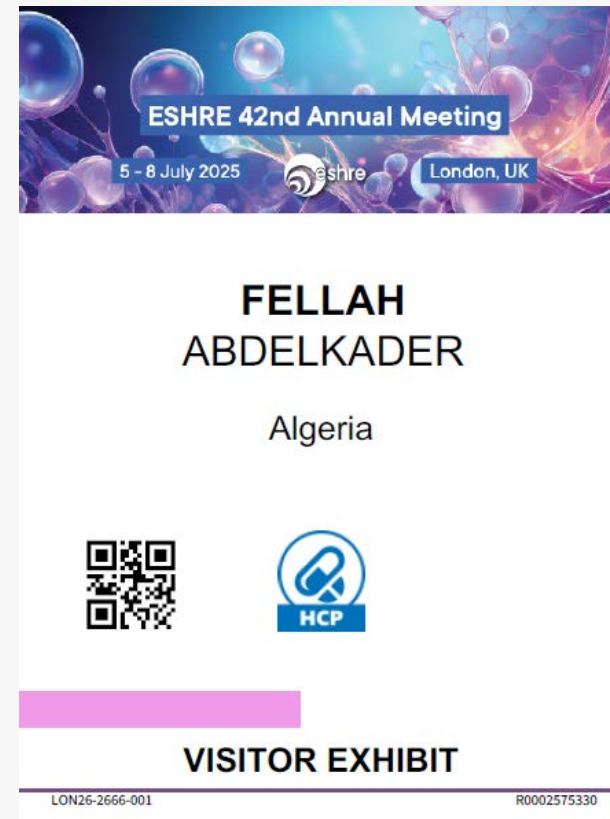 ESHRE 42nd Annual Meeting
5 - 8 July 2025
eshre
London, UK
FELLAH
ABDELKADER
Algeria
HCP
VISITOR EXHIBIT
LON26-2666-001
R0002575330